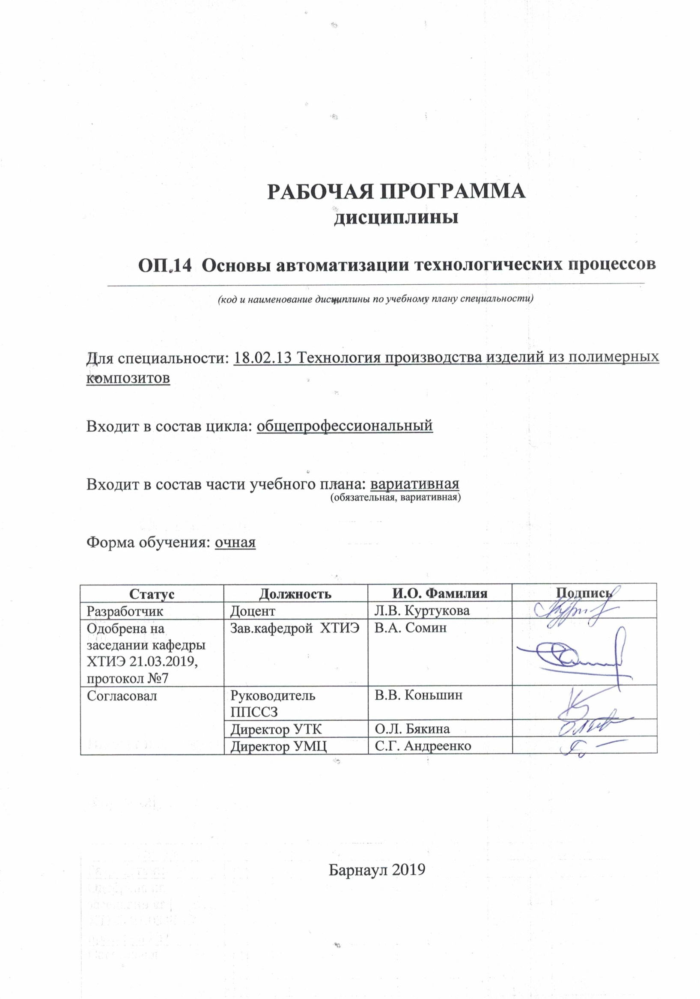 РАБОЧАЯ ПРОГРАММА
дисциплины
ОП.14 Основы автоматизации технологических процессов
(код и наименование дисциплины по учебному плану специальности)
Для специальности: 18.02.13 Технология производства изделий из полимерных
композитов
Входит в состав цикла: общепрофессиональный
Входит в состав части учебного плана: вариативная
(обязательная, вариативная)
Форма обучения: очная
Статус Должность И.О. Фамилия Подпись
Разработчик Доцент Л.В. Куртукова
Одобрена на Зав.кафедрой ХТИЭ В.А. Сомин
заседании кафедры
ХТИЭ 21.03.2019,
протокол №7
Согласовал Руководитель В.В. Коньшин
ППССЗ
Директор УТК О.Л. Бякина
Директор УМЦ С.Г. Андреенко
Барнаул 2019